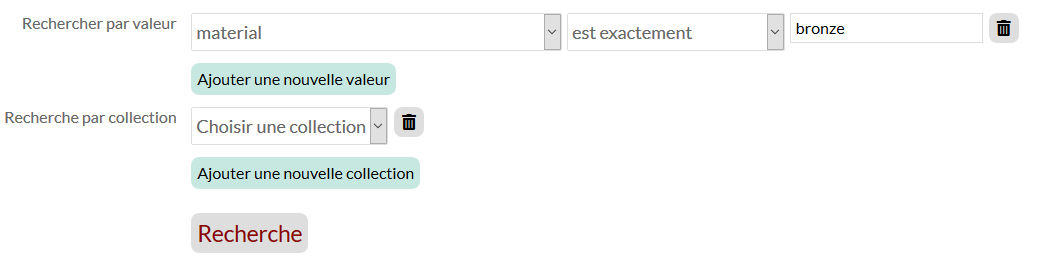 Rechercher par valeur material est exactement bronze
Ajouter une nouvelle valeur
Recherche par collection Choisir une collection
Ajouter une nouvelle collection
Recherche